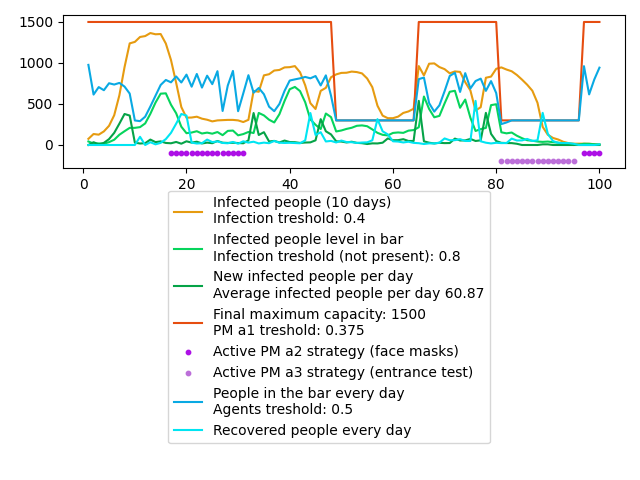 1500
1000
500
0
0 20 40 60 80 100
Infected people (10 days)
Infection treshold: 0.4
Infected people level in bar
Infection treshold (not present): 0.8
New infected people per day
Average infected people per day 60.87
Final maximum capacity: 1500
PM a1 treshold: 0.375
Active PM a2 strategy (face masks)
Active PM a3 strategy (entrance test)
People in the bar every day
Agents treshold: 0.5
Recovered people every day